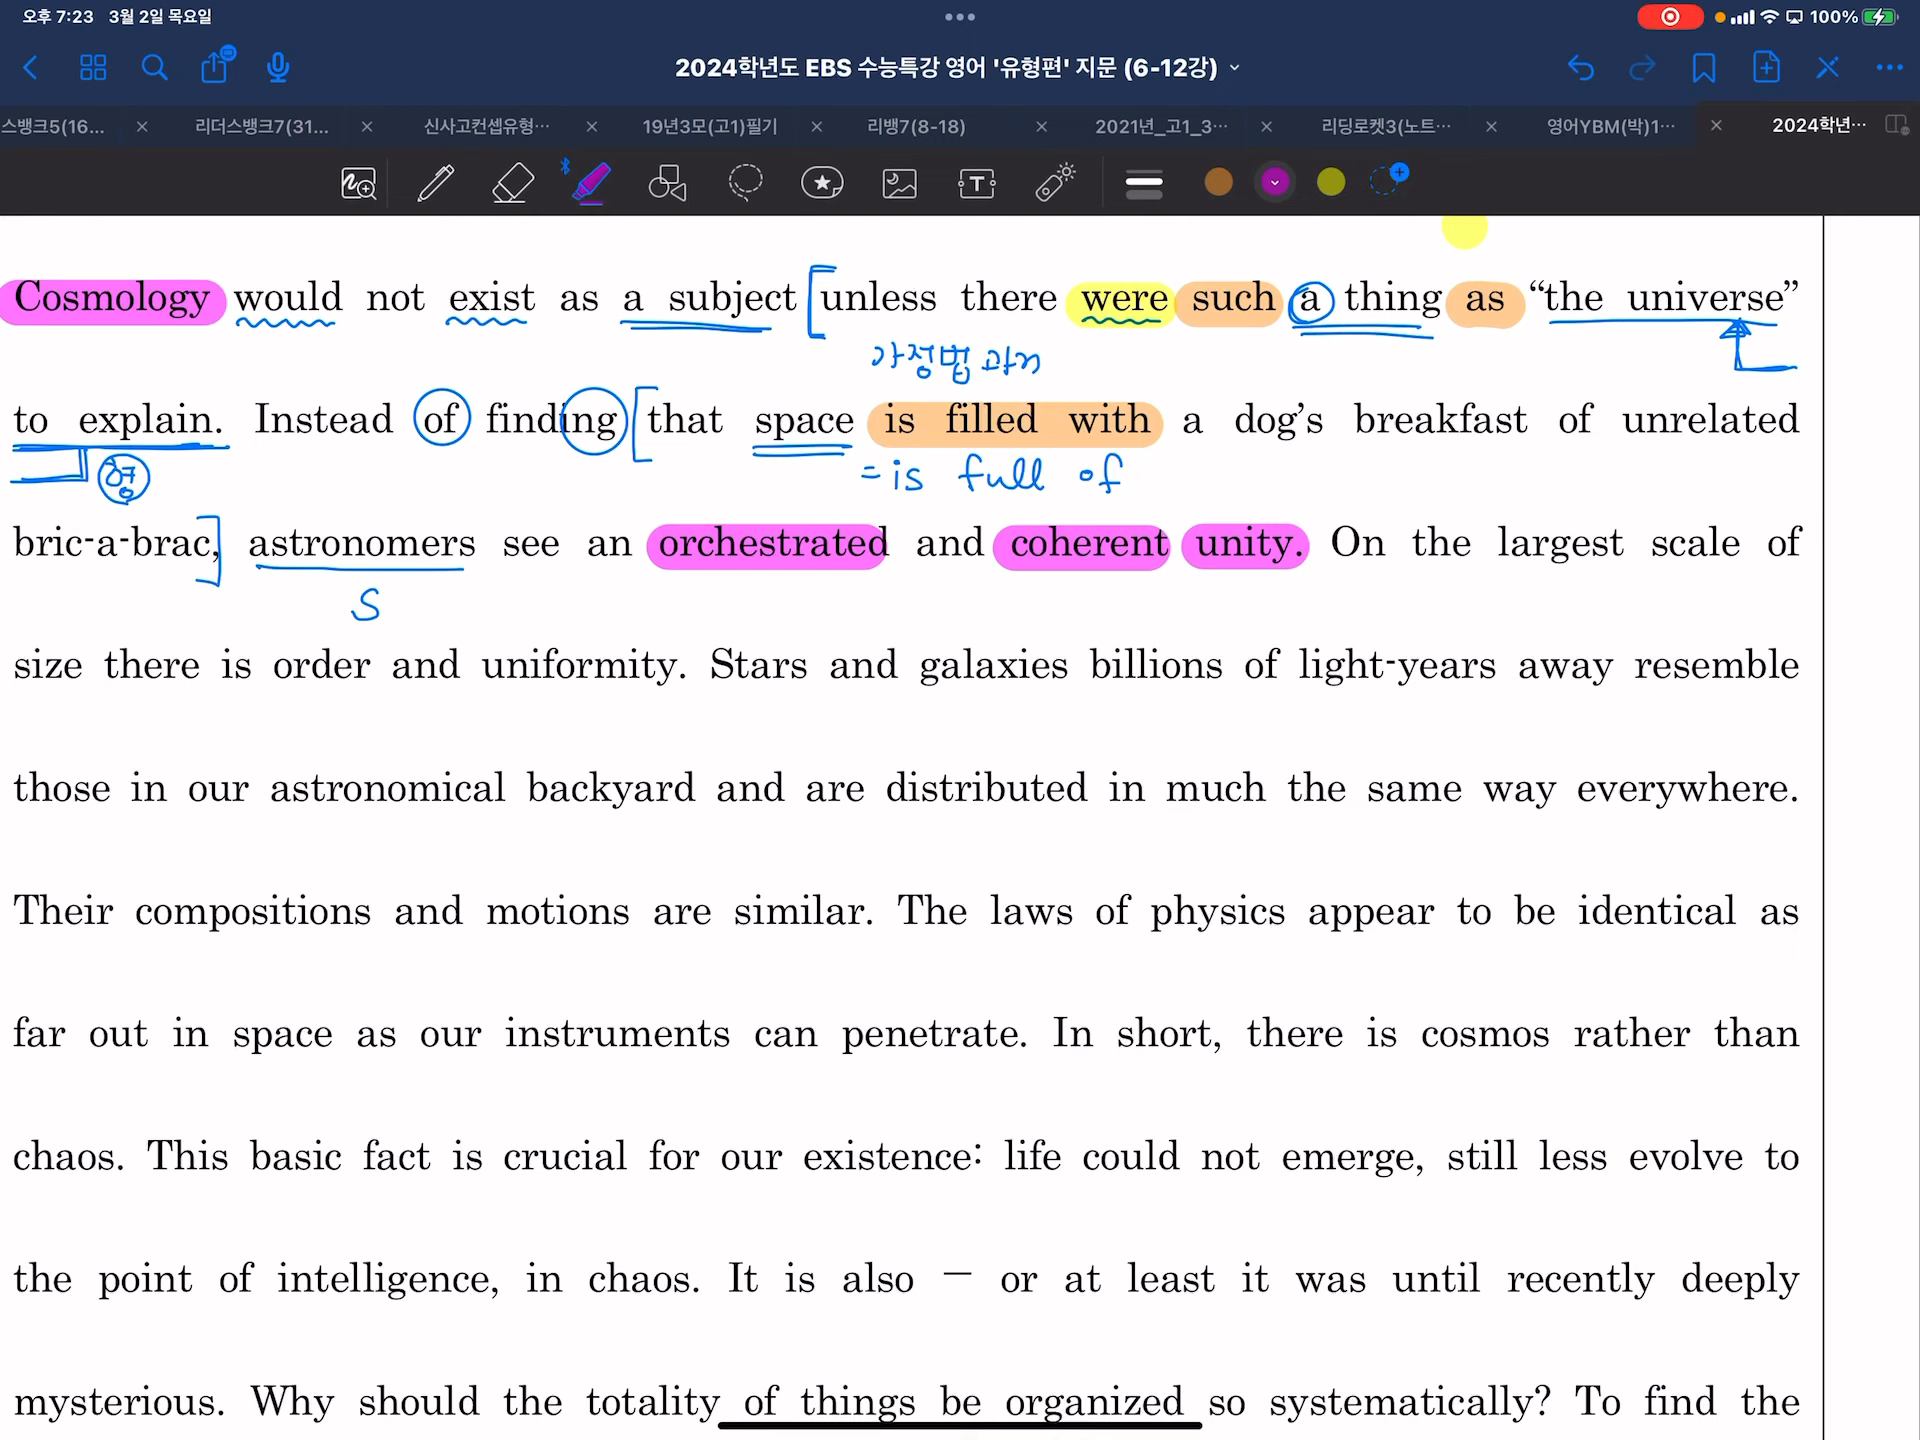 오후 7:23 3월 2일 목요일
100%
2024학년도 EBS 수능특강 영어 '유형편' 지문 (6-12강)
스뱅크5(16... 리더스뱅크7(31... 신사고컨셉유형... 19년3모(고1)필기 리뱅7(8-18) 2021년_고1_3... 리딩로켓3(노트... 영어YBM(박)1... 2024학년...
Cosmology would not exist as a subject [unless there were such a thing as “the universe”
가정법 과거
to explain. Instead of finding [that space is filled with a dog’s breakfast of unrelated
= is full of
bric-a-brac,] astronomers see an orchestrated and coherent unity. On the largest scale of
S
size there is order and uniformity. Stars and galaxies billions of light-years away resemble
those in our astronomical backyard and are distributed in much the same way everywhere.
Their compositions and motions are similar. The laws of physics appear to be identical as
far out in space as our instruments can penetrate. In short, there is cosmos rather than
chaos. This basic fact is crucial for our existence: life could not emerge, still less evolve to
the point of intelligence, in chaos. It is also — or at least it was until recently deeply
mysterious. Why should the totality of things be organized so systematically? To find the